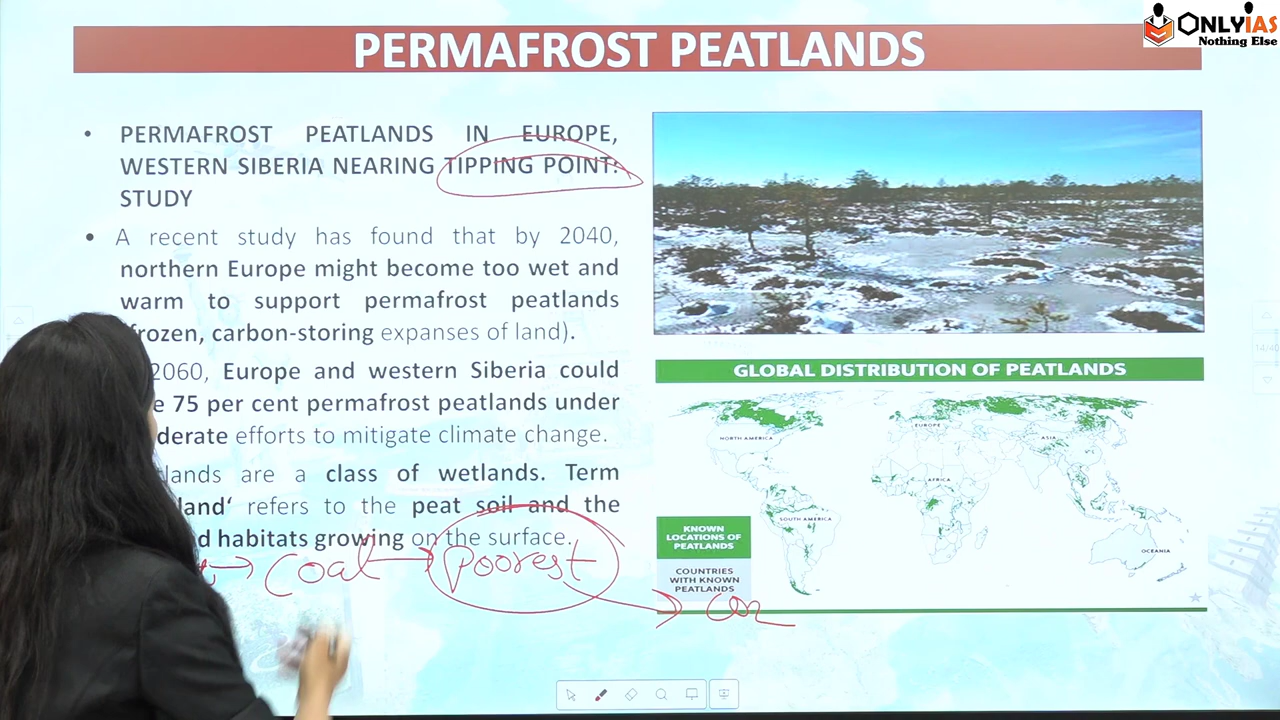 ONLYIAS
Nothing Else
PERMAFROST PEATLANDS
• PERMAFROST PEATLANDS IN EUROPE,
WESTERN SIBERIA NEARING TIPPING POINT:
STUDY
• A recent study has found that by 2040,
northern Europe might become too wet and
warm to support permafrost peatlands
frozen, carbon-storing expanses of land).
2060, Europe and western Siberia could
e 75 per cent permafrost peatlands under
derate efforts to mitigate climate change.
lands are a class of wetlands. Term
land‘ refers to the peat soil and the
d habitats growing on the surface.
→ Coal → poorest →
GLOBAL DISTRIBUTION OF PEATLANDS
NORTH AMERICA
EUROPE
ASIA
AFRICA
SOUTH AMERICA
OCEANIA
KNOWN
LOCATIONS OF
PEATLANDS
COUNTRIES
WITH KNOWN
PEATLANDS
14/40